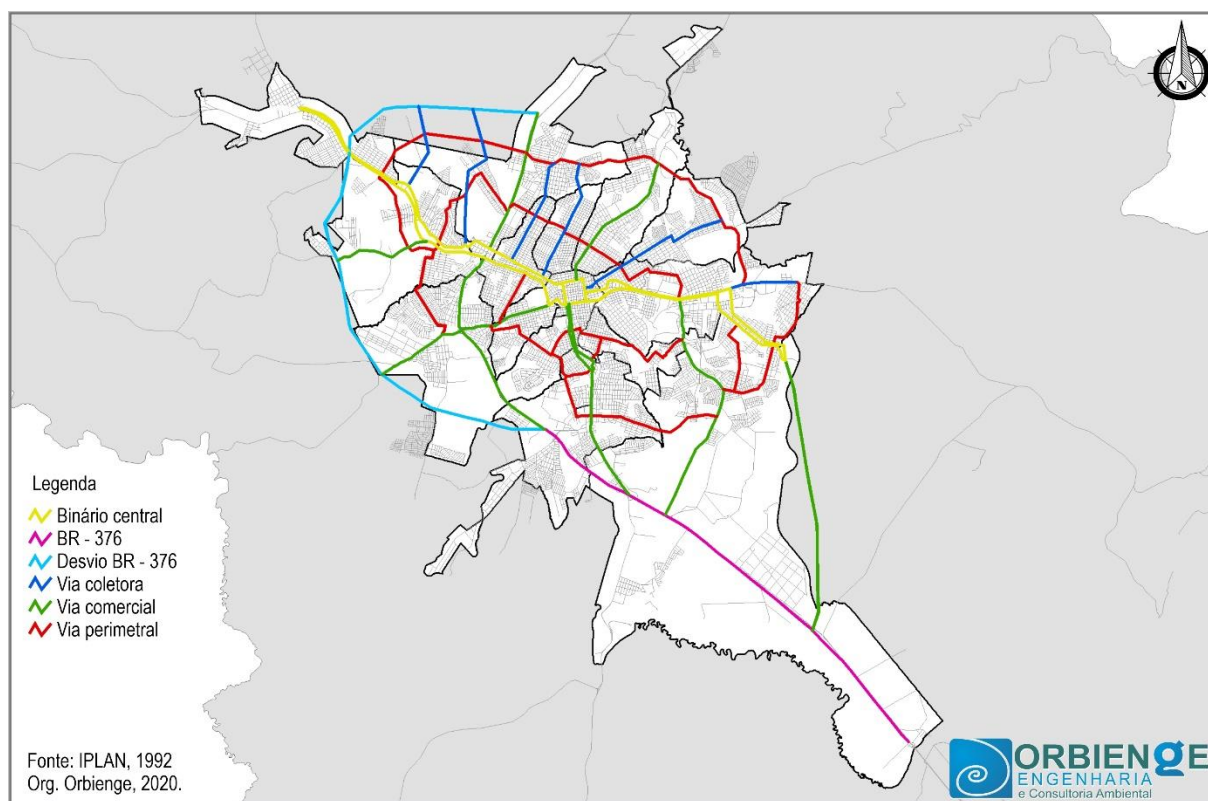 N
Legenda
Binário central
BR - 376
Desvio BR - 376
Via coletora
Via comercial
Via perimetral
Fonte: IPLAN, 1992
Org. Orbienge, 2020.
ORBIENGE
ENGENHARIA
e Consultoria Ambiental